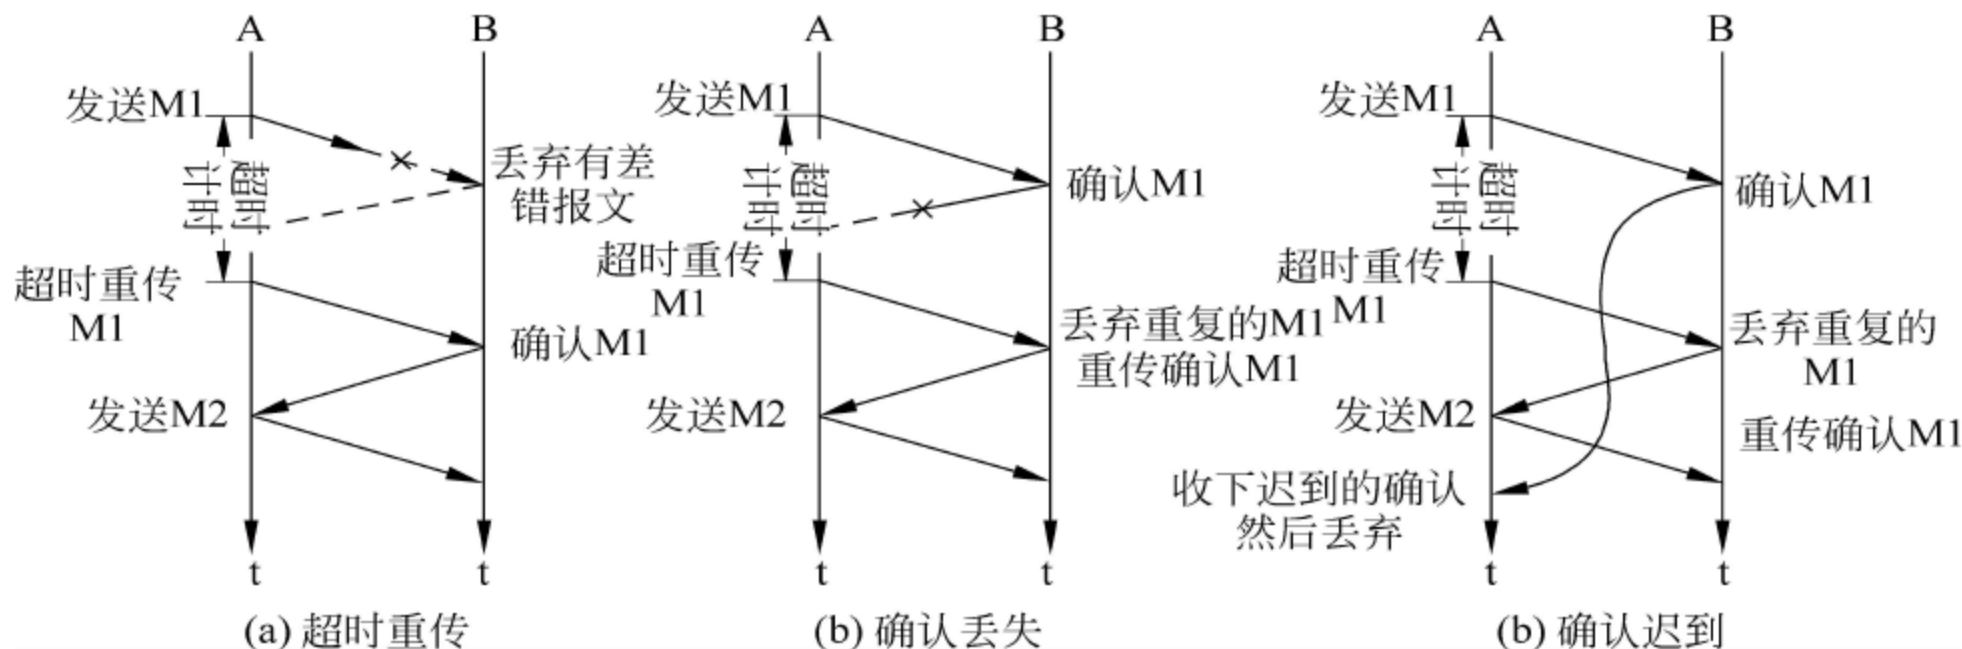 A
B
发送M1
超时
计时
丢弃有差
错报文
超时重传
M1
确认M1
发送M2
t
t
(a) 超时重传
A
B
发送M1
超时
计时
确认M1
超时重传
M1
丢弃重复的M1
重传确认M1
发送M2
t
t
(b) 确认丢失
A
B
发送M1
超时
计时
确认M1
超时重传
M1
丢弃重复的
M1
发送M2
重传确认M1
收下迟到的确认
然后丢弃
t
t
(b) 确认迟到